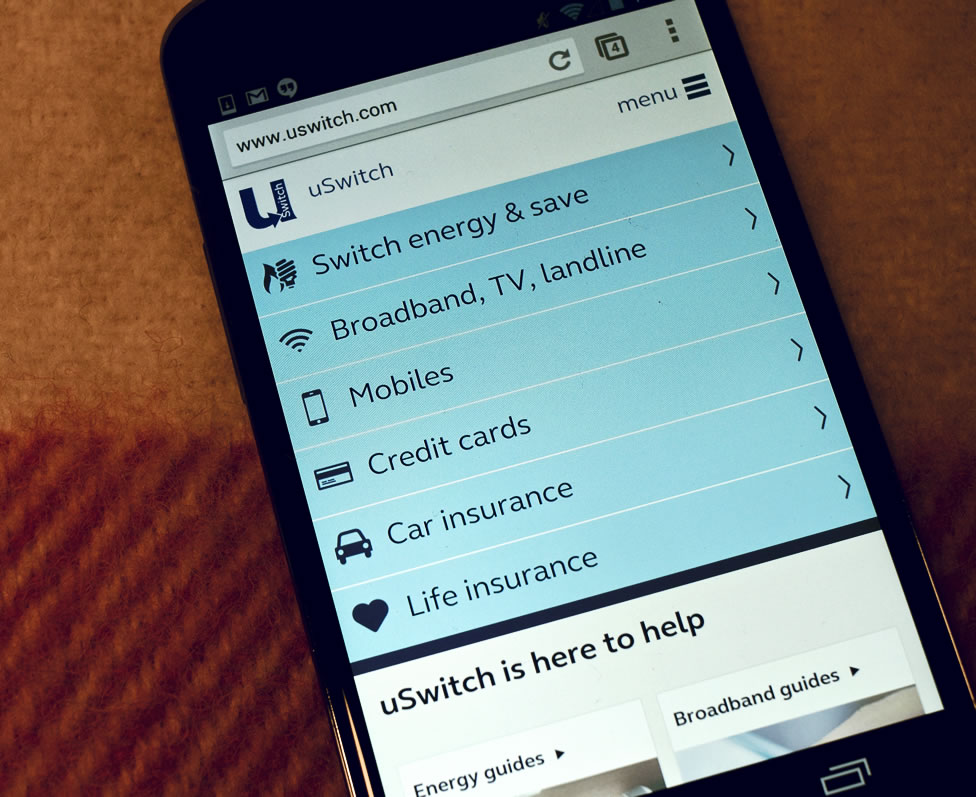 4
www.uswitch.com
menu
uSwitch
uSwitch
Switch energy & save
Broadband, TV, landline
Mobiles
Credit cards
Car insurance
Life insurance
uSwitch is here to help
Energy guides
Broadband guides